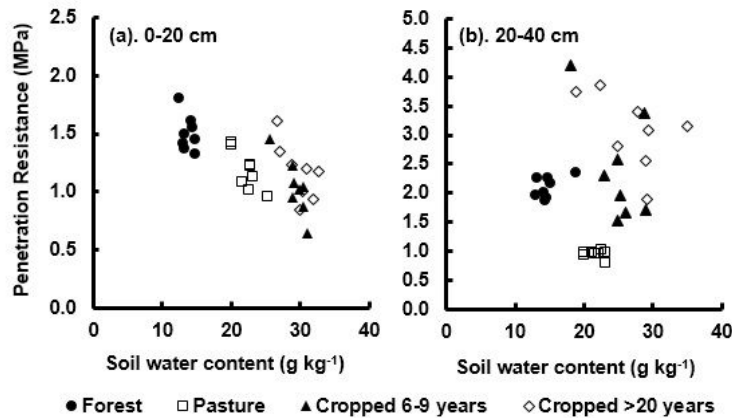 (a). 0-20 cm
Penetration Resistance (MPa)
2.5
2.0
1.5
1.0
0.5
0.0
0 10 20 30 40
Soil water content (g kg⁻¹)
(b). 20-40 cm
5.0
4.5
4.0
3.5
3.0
2.5
2.0
1.5
1.0
0.5
0.0
0 10 20 30 40
Soil water content (g kg⁻¹)
● Forest □ Pasture ▲ Cropped 6-9 years ◇ Cropped >20 years